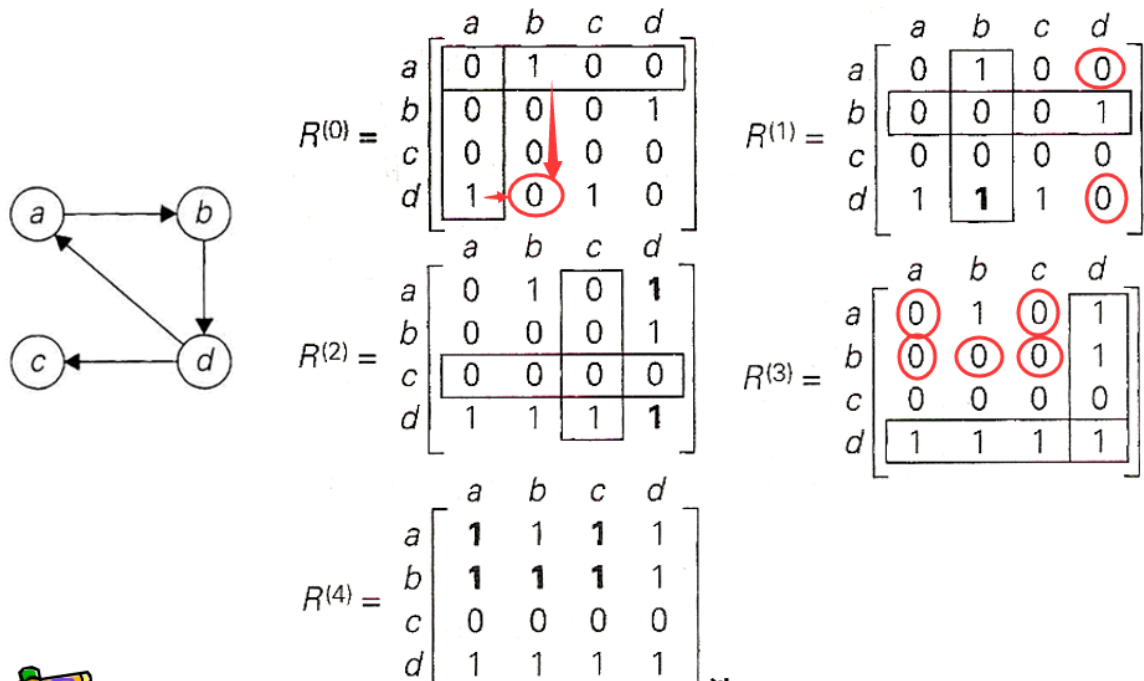 a b
c d
a b c d
R(0) =
a 0 1 0 0
b 0 0 0 1
c 0 0 0 0
d 1 0 1 0
a b c d
R(1) =
a 0 1 0 0
b 0 0 0 1
c 0 0 0 0
d 1 1 1 0
a b c d
R(2) =
a 0 1 0 1
b 0 0 0 1
c 0 0 0 0
d 1 1 1 1
a b c d
R(3) =
a 0 1 0 1
b 0 0 0 1
c 0 0 0 0
d 1 1 1 1
a b c d
R(4) =
a 1 1 1 1
b 1 1 1 1
c 0 0 0 0
d 1 1 1 1